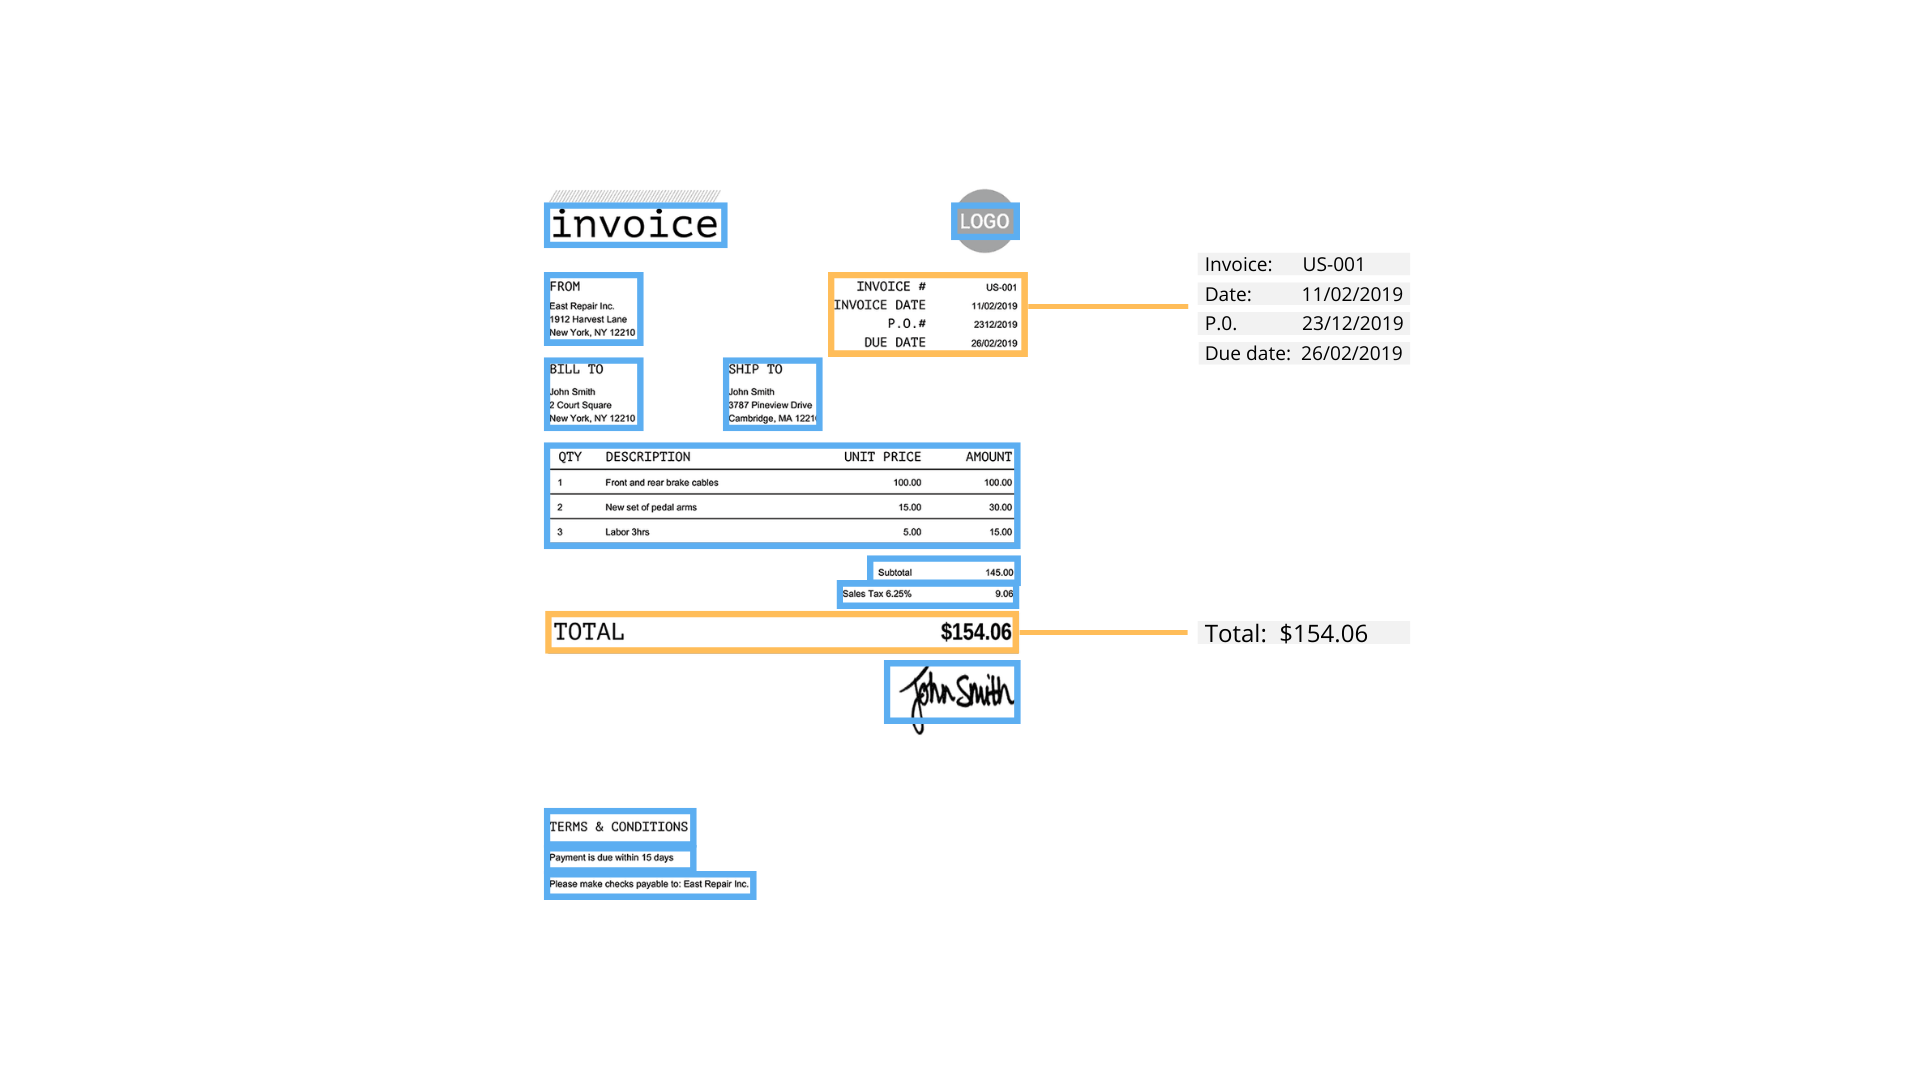 invoice
LOGO
FROM
East Repair Inc.
1912 Harvest Lane
New York, NY 12210
INVOICE # US-001
INVOICE DATE 11/02/2019
P.O.# 2312/2019
DUE DATE 26/02/2019
Invoice: US-001
Date: 11/02/2019
P.0. 23/12/2019
Due date: 26/02/2019
BILL TO
John Smith
2 Court Square
New York, NY 12210
SHIP TO
John Smith
3787 Pineview Drive
Cambridge, MA 1221
QTY DESCRIPTION UNIT PRICE AMOUNT
1 Front and rear brake cables 100.00 100.00
2 New set of pedal arms 15.00 30.00
3 Labor 3hrs 5.00 15.00
Subtotal 145.00
Sales Tax 6.25% 9.06
TOTAL $154.06
Total: $154.06
John Smith
TERMS & CONDITIONS
Payment is due within 15 days
Please make checks payable to: East Repair Inc.